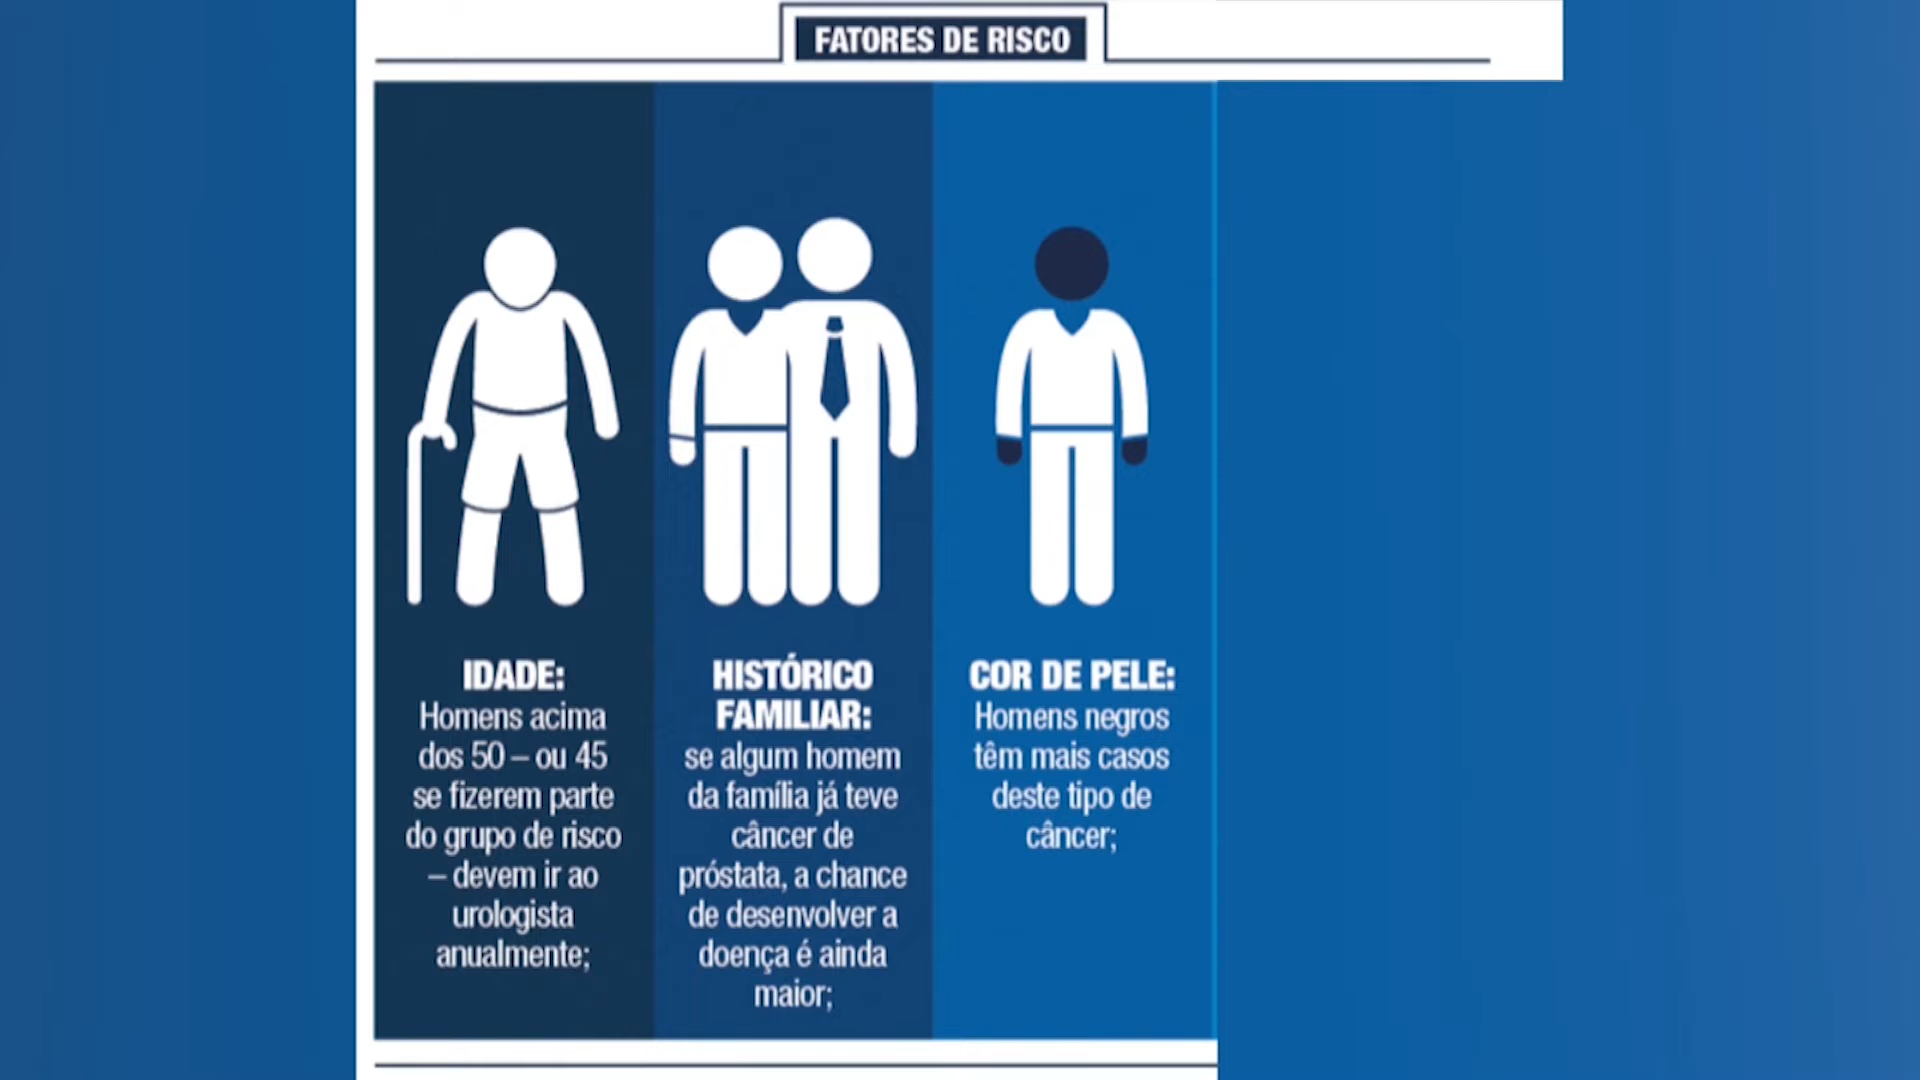 FATORES DE RISCO
IDADE:
Homens acima
dos 50 – ou 45
se fizerem parte
do grupo de risco
– devem ir ao
urologista
anualmente;
HISTÓRICO
FAMILIAR:
se algum homem
da família já teve
câncer de
próstata, a chance
de desenvolver a
doença é ainda
maior;
COR DE PELE:
Homens negros
têm mais casos
deste tipo de
câncer;